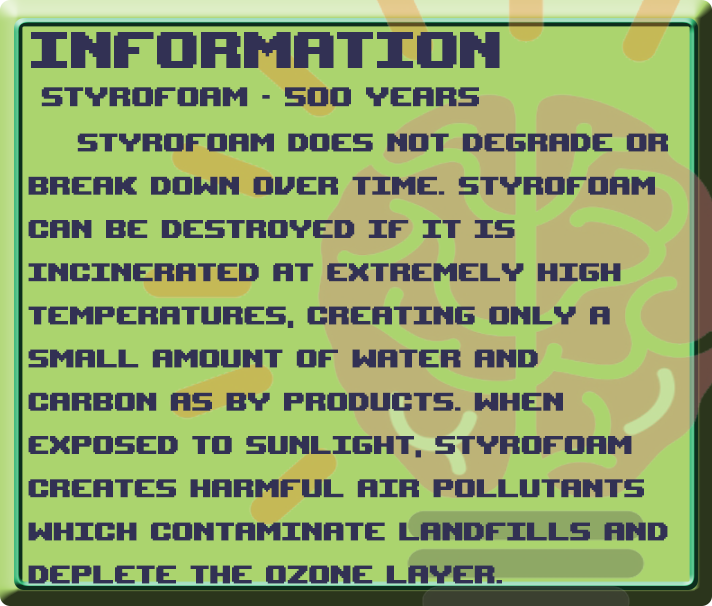 INFORMATION
STYROFOAM - 500 YEARS
STYROFOAM DOES NOT DEGRADE OR
BREAK DOWN OVER TIME. STYROFOAM
CAN BE DESTROYED IF IT IS
INCINERATED AT EXTREMELY HIGH
TEMPERATURES, CREATING ONLY A
SMALL AMOUNT OF WATER AND
CARBON AS BY PRODUCTS. WHEN
EXPOSED TO SUNLIGHT, STYROFOAM
CREATES HARMFUL AIR POLLUTANTS
WHICH CONTAMINATE LANDFILLS AND
DEPLETE THE OZONE LAYER.